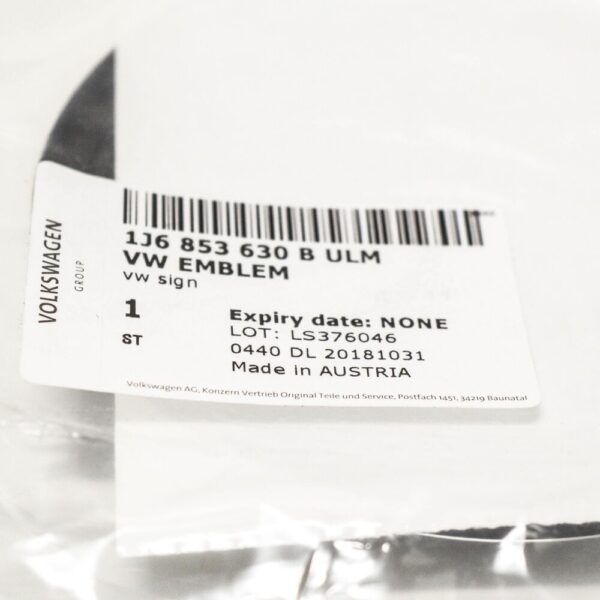 VOLKSWAGEN
GROUP
1J6 853 630 B ULM
VW EMBLEM
vw sign
1
ST
Expiry date: NONE
LOT: LS376046
0440 DL 20181031
Made in AUSTRIA
Volkswagen AG, Konzern Vertrieb Original Teile und Service, Postfach 1451, 34219 Baunatal